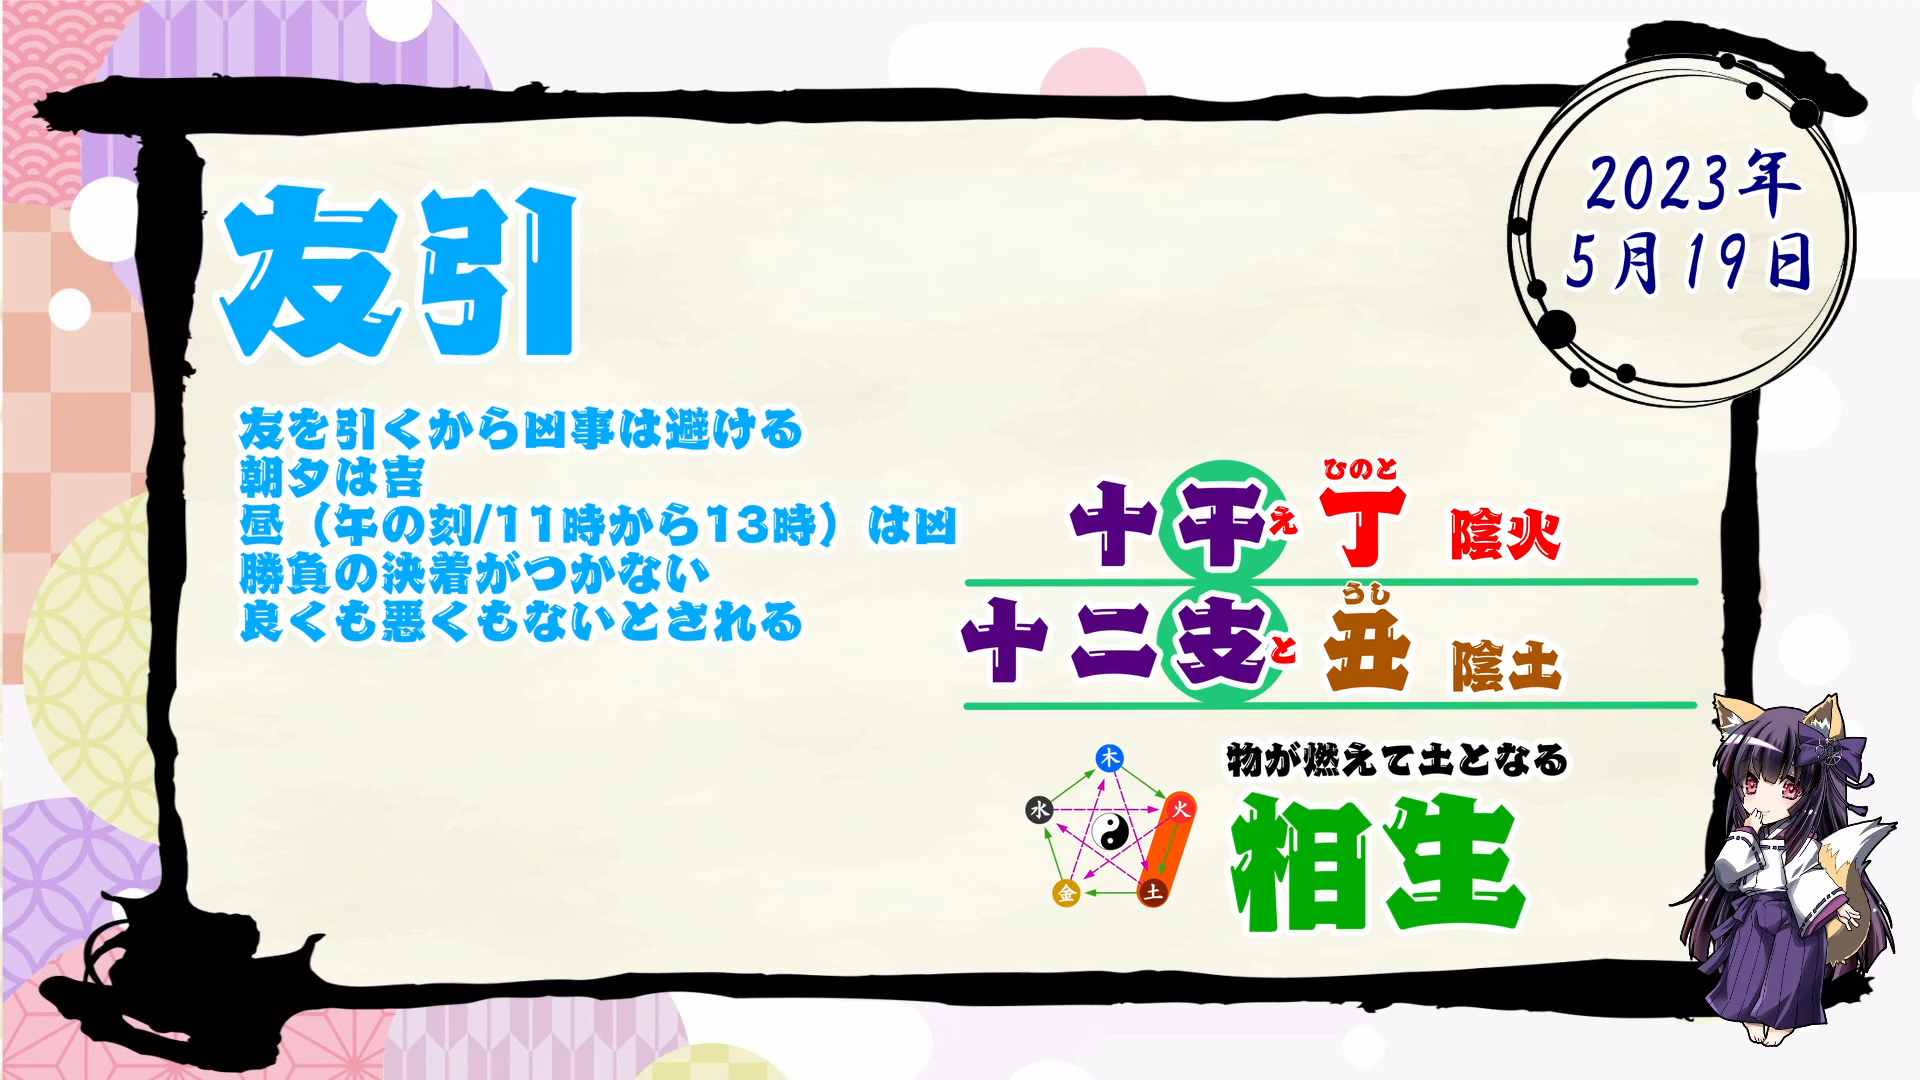 2023年
5月19日
友引
友を引くから凶事は避ける
朝夕は吉
昼（午の刻/11時から13時）は凶
勝負の決着がつかない
良くも悪くもないとされる
ひのと
十干え 丁 陰火
うし
十二支と 丑 陰土
物が燃えて土となる
相生
木
水
火
金
土